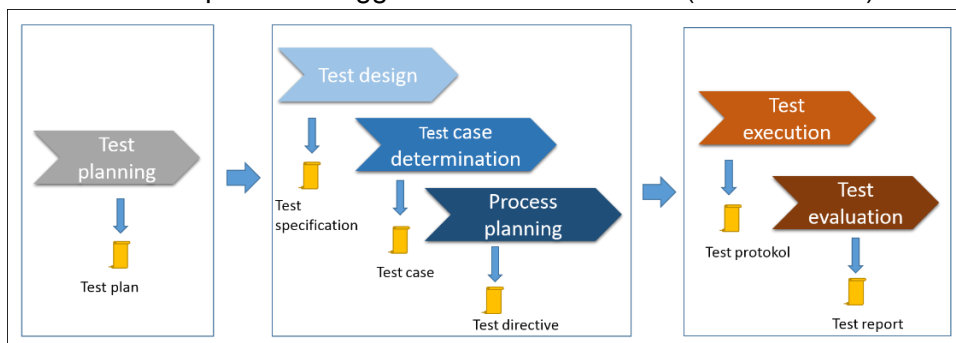 Test
planning
Test plan
Test design
Test
specification
Test case
determination
Test case
Process
planning
Test directive
Test
execution
Test protokol
Test
evaluation
Test report